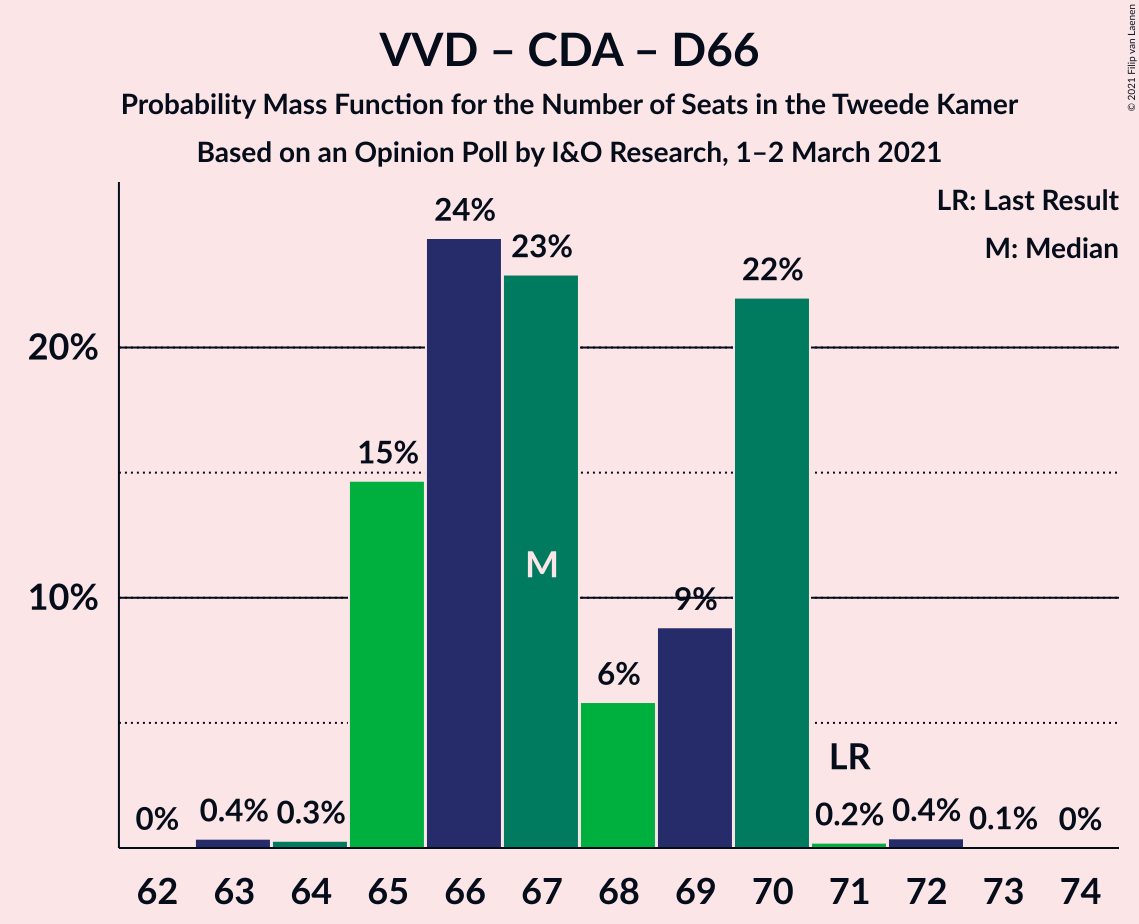 VVD – CDA – D66
Probability Mass Function for the Number of Seats in the Tweede Kamer
Based on an Opinion Poll by I&O Research, 1–2 March 2021
© 2021 Filip van Laenen
LR: Last Result
M: Median
24%
23%
22%
20%
15%
M
10%
9%
6%
LR
0%
0.4%
0.3%
0.2%
0.4%
0.1%
0%
62 63 64 65 66 67 68 69 70 71 72 73 74